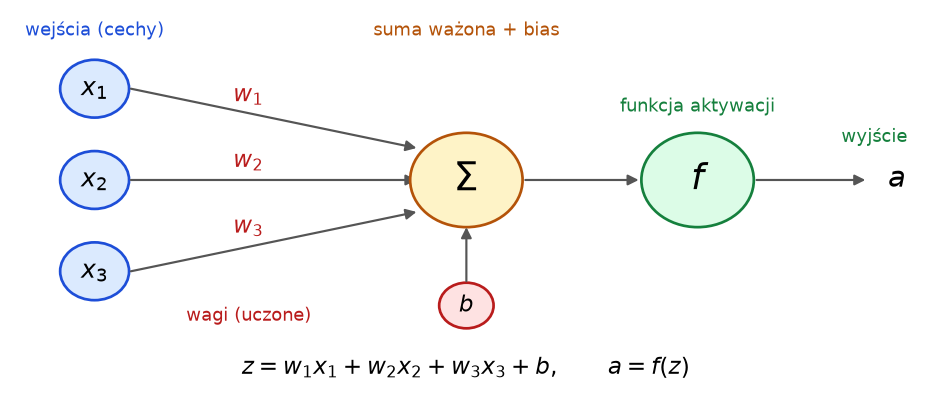 wejścia (cechy)
suma ważona + bias
x₁
w₁
funkcja aktywacji
wyjście
x₂
w₂
Σ
f
a
w₃
x₃
b
wagi (uczone)
z = w₁x₁ + w₂x₂ + w₃x₃ + b, a = f(z)